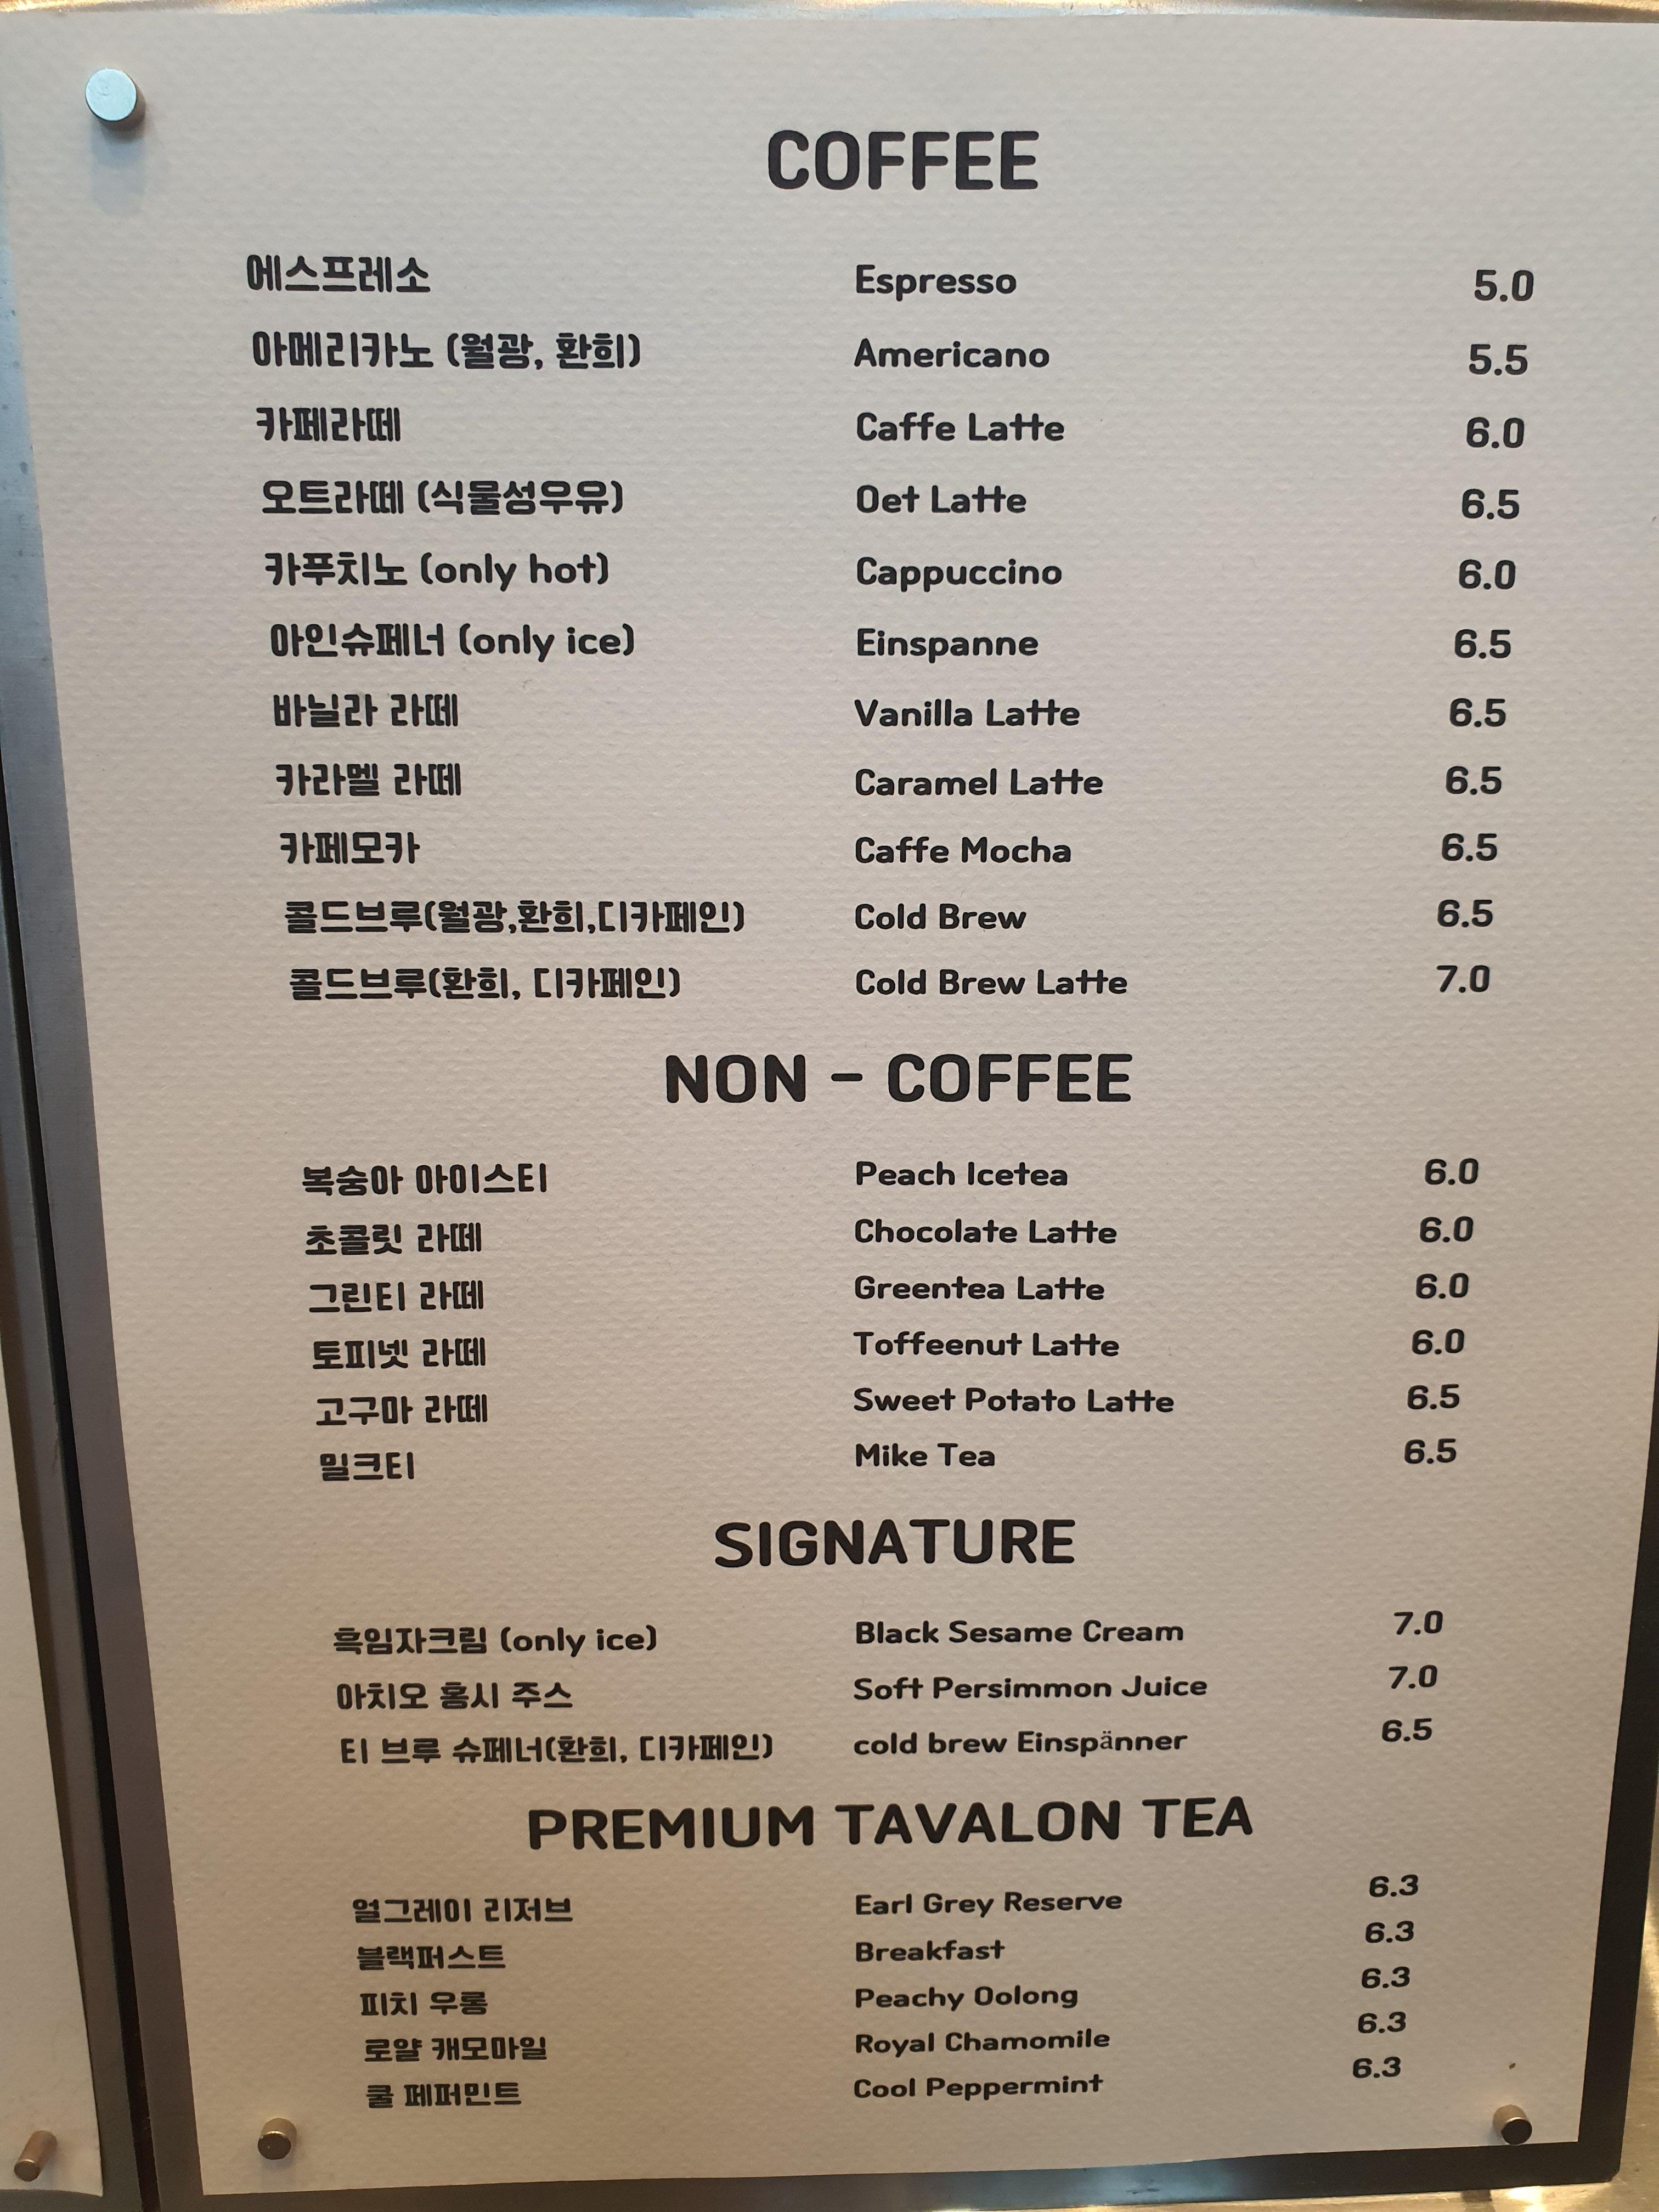 COFFEE
에스프레소 Espresso 5.0
아메리카노 (월광, 환희) Americano 5.5
카페라떼 Caffe Latte 6.0
오트라떼 (식물성우유) Oet Latte 6.5
카푸치노 (only hot) Cappuccino 6.0
아인슈페너 (only ice) Einspanne 6.5
바닐라 라떼 Vanilla Latte 6.5
카라멜 라떼 Caramel Latte 6.5
카페모카 Caffe Mocha 6.5
콜드브루(월광,환희,디카페인) Cold Brew 6.5
콜드브루(환희, 디카페인) Cold Brew Latte 7.0
NON - COFFEE
복숭아 아이스티 Peach Icetea 6.0
초콜릿 라떼 Chocolate Latte 6.0
그린티 라떼 Greentea Latte 6.0
토피넛 라떼 Toffeenut Latte 6.0
고구마 라떼 Sweet Potato Latte 6.5
밀크티 Mike Tea 6.5
SIGNATURE
흑임자크림 (only ice) Black Sesame Cream 7.0
아치오 홍시 주스 Soft Persimmon Juice 7.0
티 브루 슈페너(환희, 디카페인) cold brew Einspänner 6.5
PREMIUM TAVALON TEA
얼그레이 리저브 Earl Grey Reserve 6.3
블랙퍼스트 Breakfast 6.3
피치 우롱 Peachy Oolong 6.3
로얄 캐모마일 Royal Chamomile 6.3
쿨 페퍼민트 Cool Peppermint 6.3